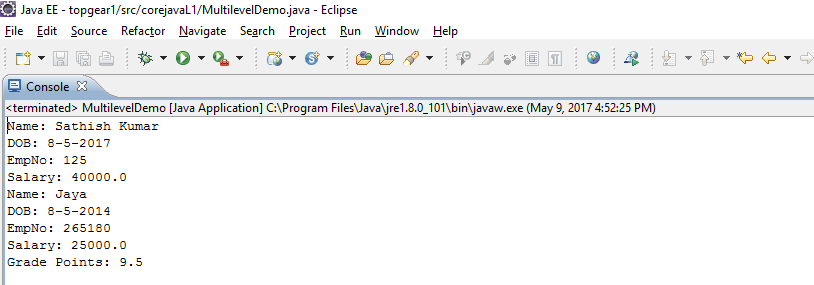 Java EE - topgear1/src/corejavaL1/MultilevelDemo.java - Eclipse
File Edit Source Refactor Navigate Search Project Run Window Help
Console
<terminated> MultilevelDemo [Java Application] C:\Program Files\Java\jre1.8.0_101\bin\javaw.exe (May 9, 2017 4:52:25 PM)
Name: Sathish Kumar
DOB: 8-5-2017
EmpNo: 125
Salary: 40000.0
Name: Jaya
DOB: 8-5-2014
EmpNo: 265180
Salary: 25000.0
Grade Points: 9.5